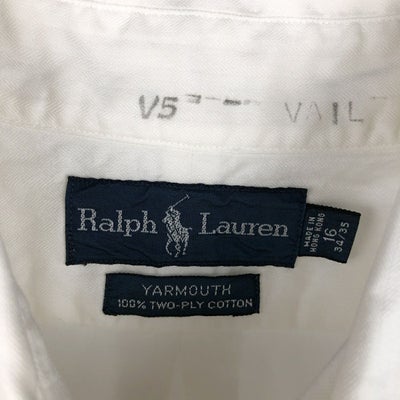 V5 VAIL
Ralph Lauren
MADE IN
HONG KONG
16
34/35
YARMOUTH
100% TWO-PLY COTTON